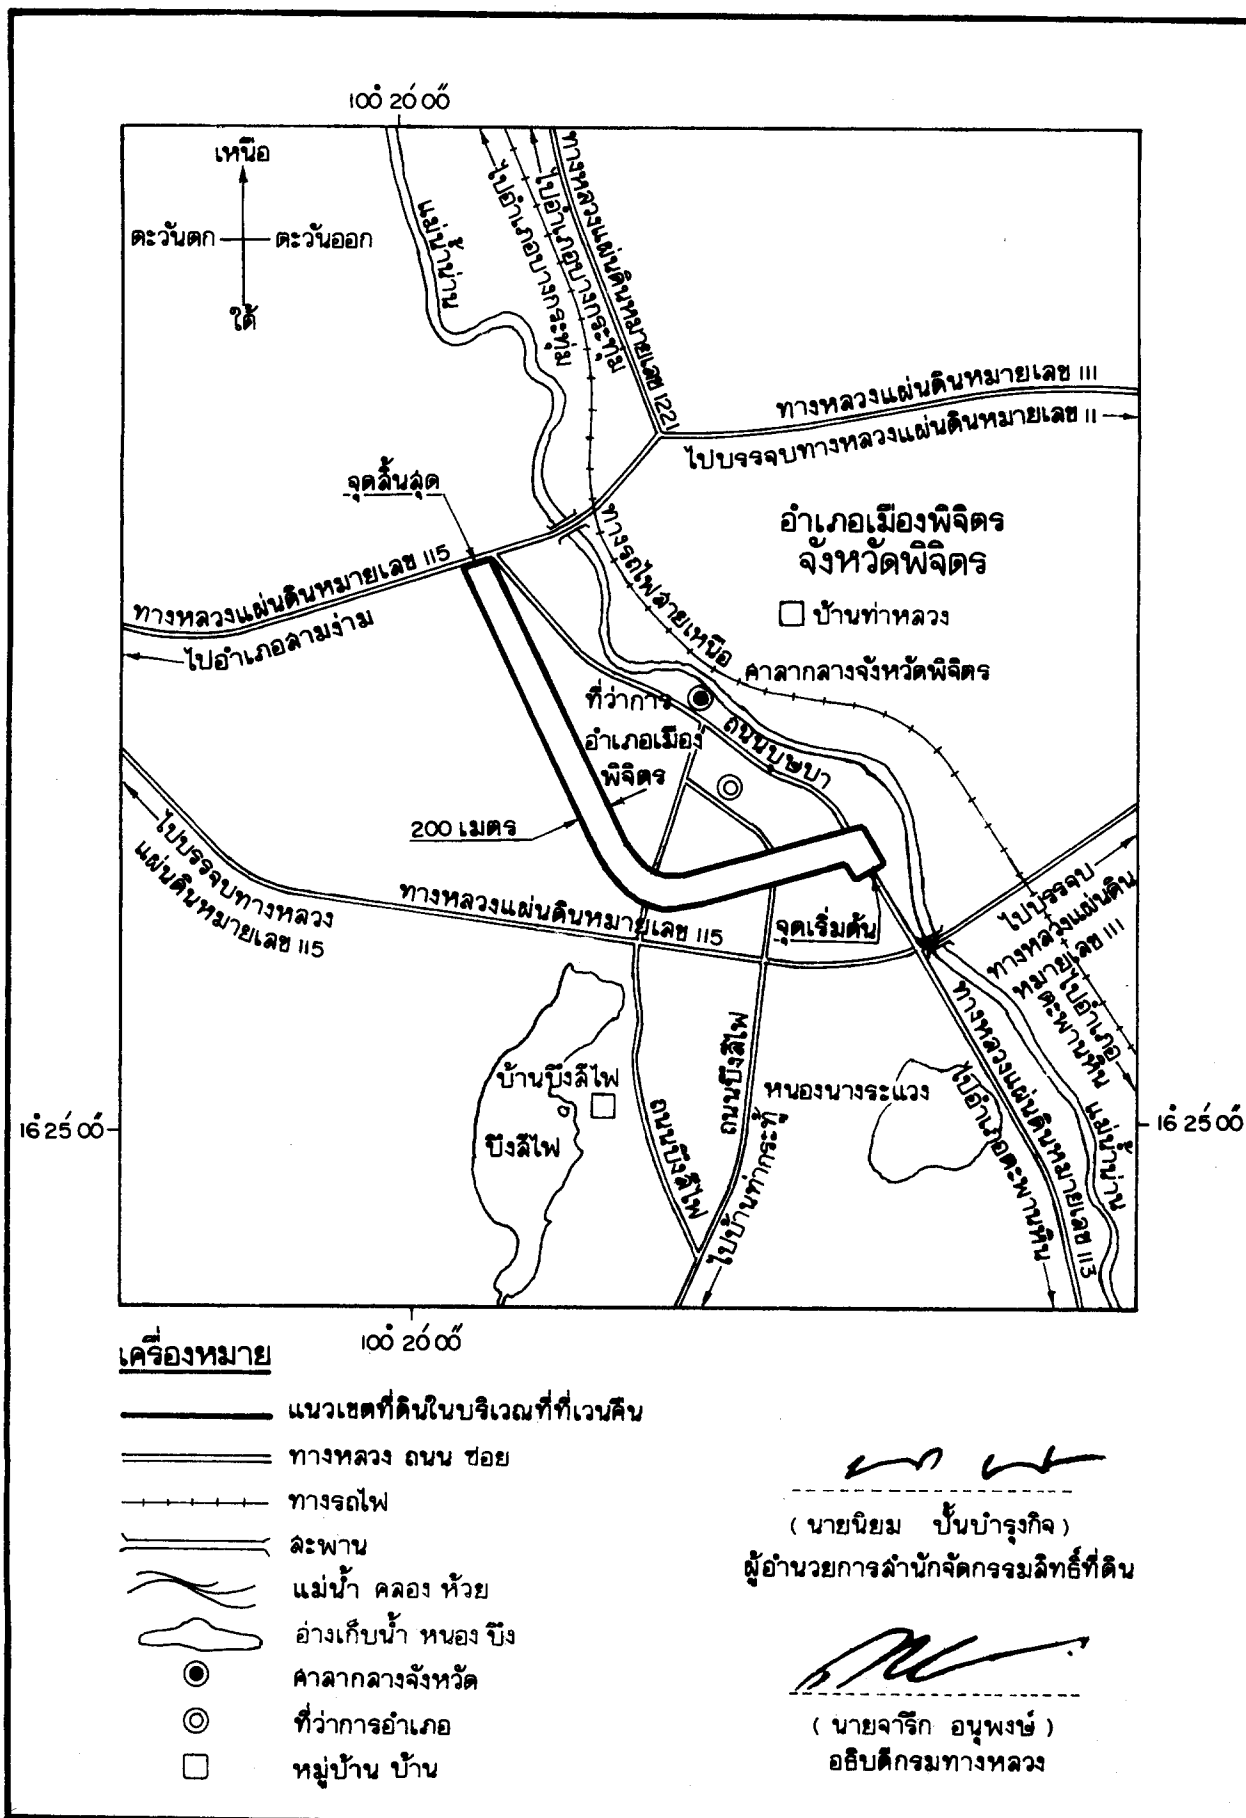 100° 20′ 00″
เหนือ
ตะวันตก
ตะวันออก
ใต้
แม่น้ำน่าน
ไปอำเภอบางกระทุ่ม
ไปอำเภอบางกระทุ่ม
ทางหลวงแผ่นดินหมายเลข 1221
ทางหลวงแผ่นดินหมายเลข 111
ไปบรรจบทางหลวงแผ่นดินหมายเลข 11
จุดสิ้นสุด
อำเภอเมืองพิจิตร
จังหวัดพิจิตร
บ้านท่าหลวง
ทางรถไฟสายเหนือ
ทางหลวงแผ่นดินหมายเลข 115
ไปอำเภอสามง่าม
ศาลากลางจังหวัดพิจิตร
ที่ว่าการ
อำเภอเมือง
พิจิตร
ถนนบุษบา
200 เมตร
ไปบรรจบทางหลวง
แผ่นดินหมายเลข 115
ทางหลวงแผ่นดินหมายเลข 115
จุดเริ่มต้น
ไปบรรจบ
ทางหลวงแผ่นดิน
หมายเลข 111
ไปอำเภอ
ตะพานหิน
บ้านบึงสีไฟ
บึงสีไฟ
ถนนบึงสีไฟ
ถนนบึงสีไฟ
ไปบ้านท่ากระทู้
หนองนางระแวง
ทางหลวงแผ่นดินหมายเลข 113
ไปอำเภอตะพานหิน
แม่น้ำน่าน
16° 25′ 00″
16° 25′ 00″
100° 20′ 00″
เครื่องหมาย
แนวเขตที่ดินในบริเวณที่ที่เวนคืน
ทางหลวง ถนน ซอย
ทางรถไฟ
สะพาน
แม่น้ำ คลอง ห้วย
อ่างเก็บน้ำ หนอง บึง
ศาลากลางจังหวัด
ที่ว่าการอำเภอ
หมู่บ้าน บ้าน
( นายนิยม ปั้นบำรุงกิจ )
ผู้อำนวยการสำนักจัดกรรมสิทธิ์ที่ดิน
( นายจาริก อนุพงษ์ )
อธิบดีกรมทางหลวง